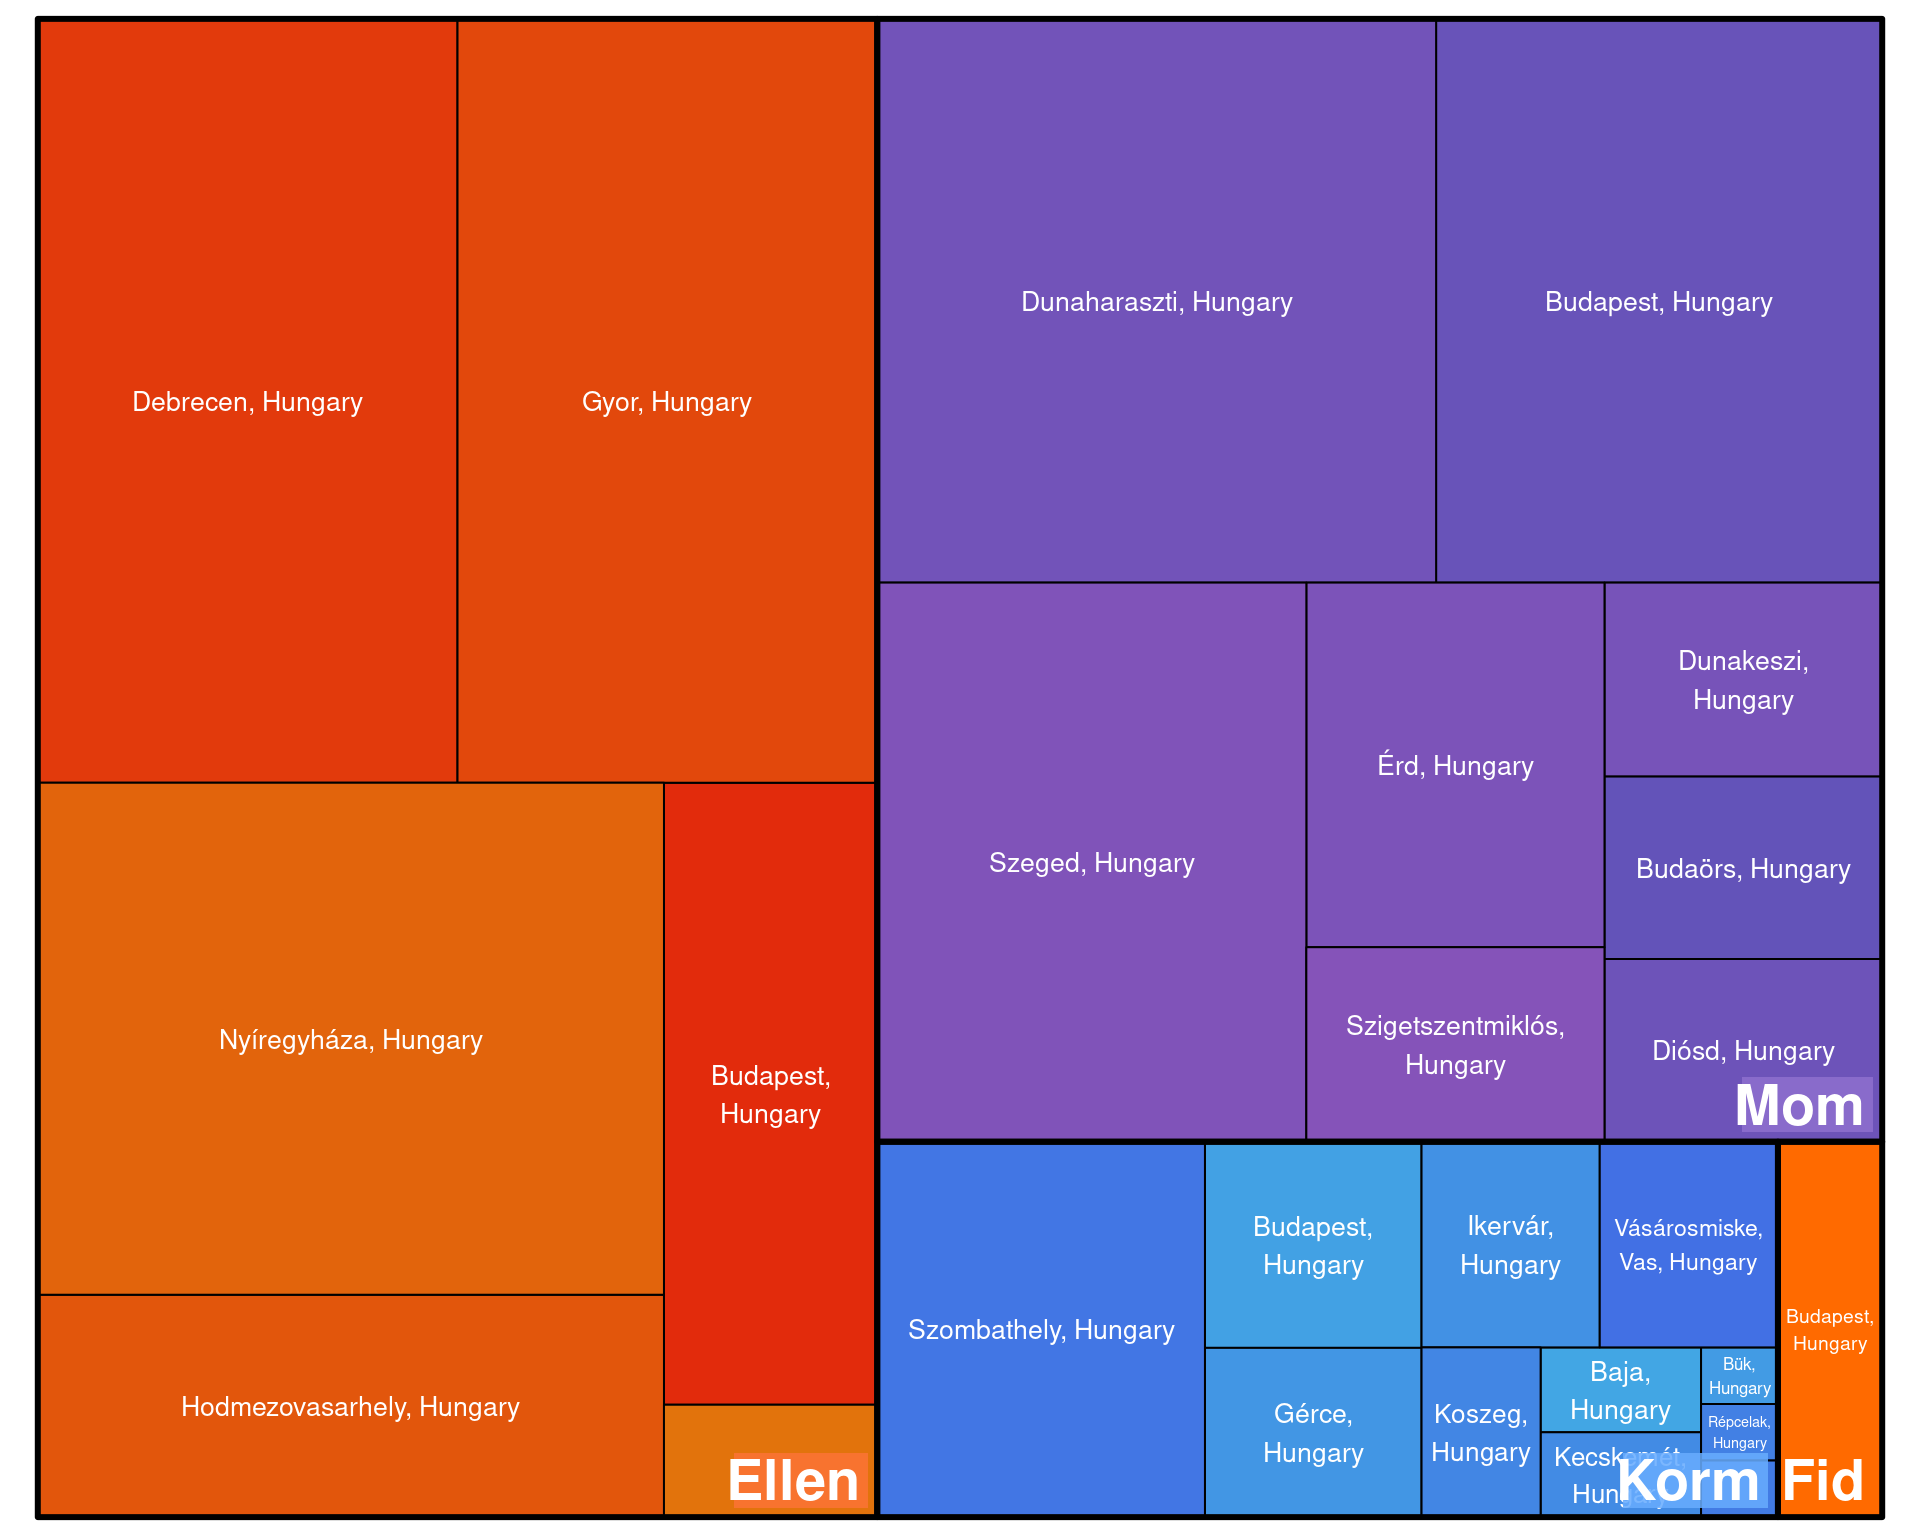 Debrecen, Hungary
Gyor, Hungary
Nyíregyháza, Hungary
Budapest,
Hungary
Hodmezovasarhely, Hungary
Ellen
Dunaharaszti, Hungary
Budapest, Hungary
Szeged, Hungary
Érd, Hungary
Dunakeszi,
Hungary
Budaörs, Hungary
Szigetszentmiklós,
Hungary
Diósd, Hungary
Mom
Szombathely, Hungary
Budapest,
Hungary
Ikervár,
Hungary
Vásárosmiske,
Vas, Hungary
Gérce,
Hungary
Koszeg,
Hungary
Baja,
Hungary
Bük,
Hungary
Répcelak,
Hungary
Kecskemét,
Hungary
Korm
Budapest,
Hungary
Fid